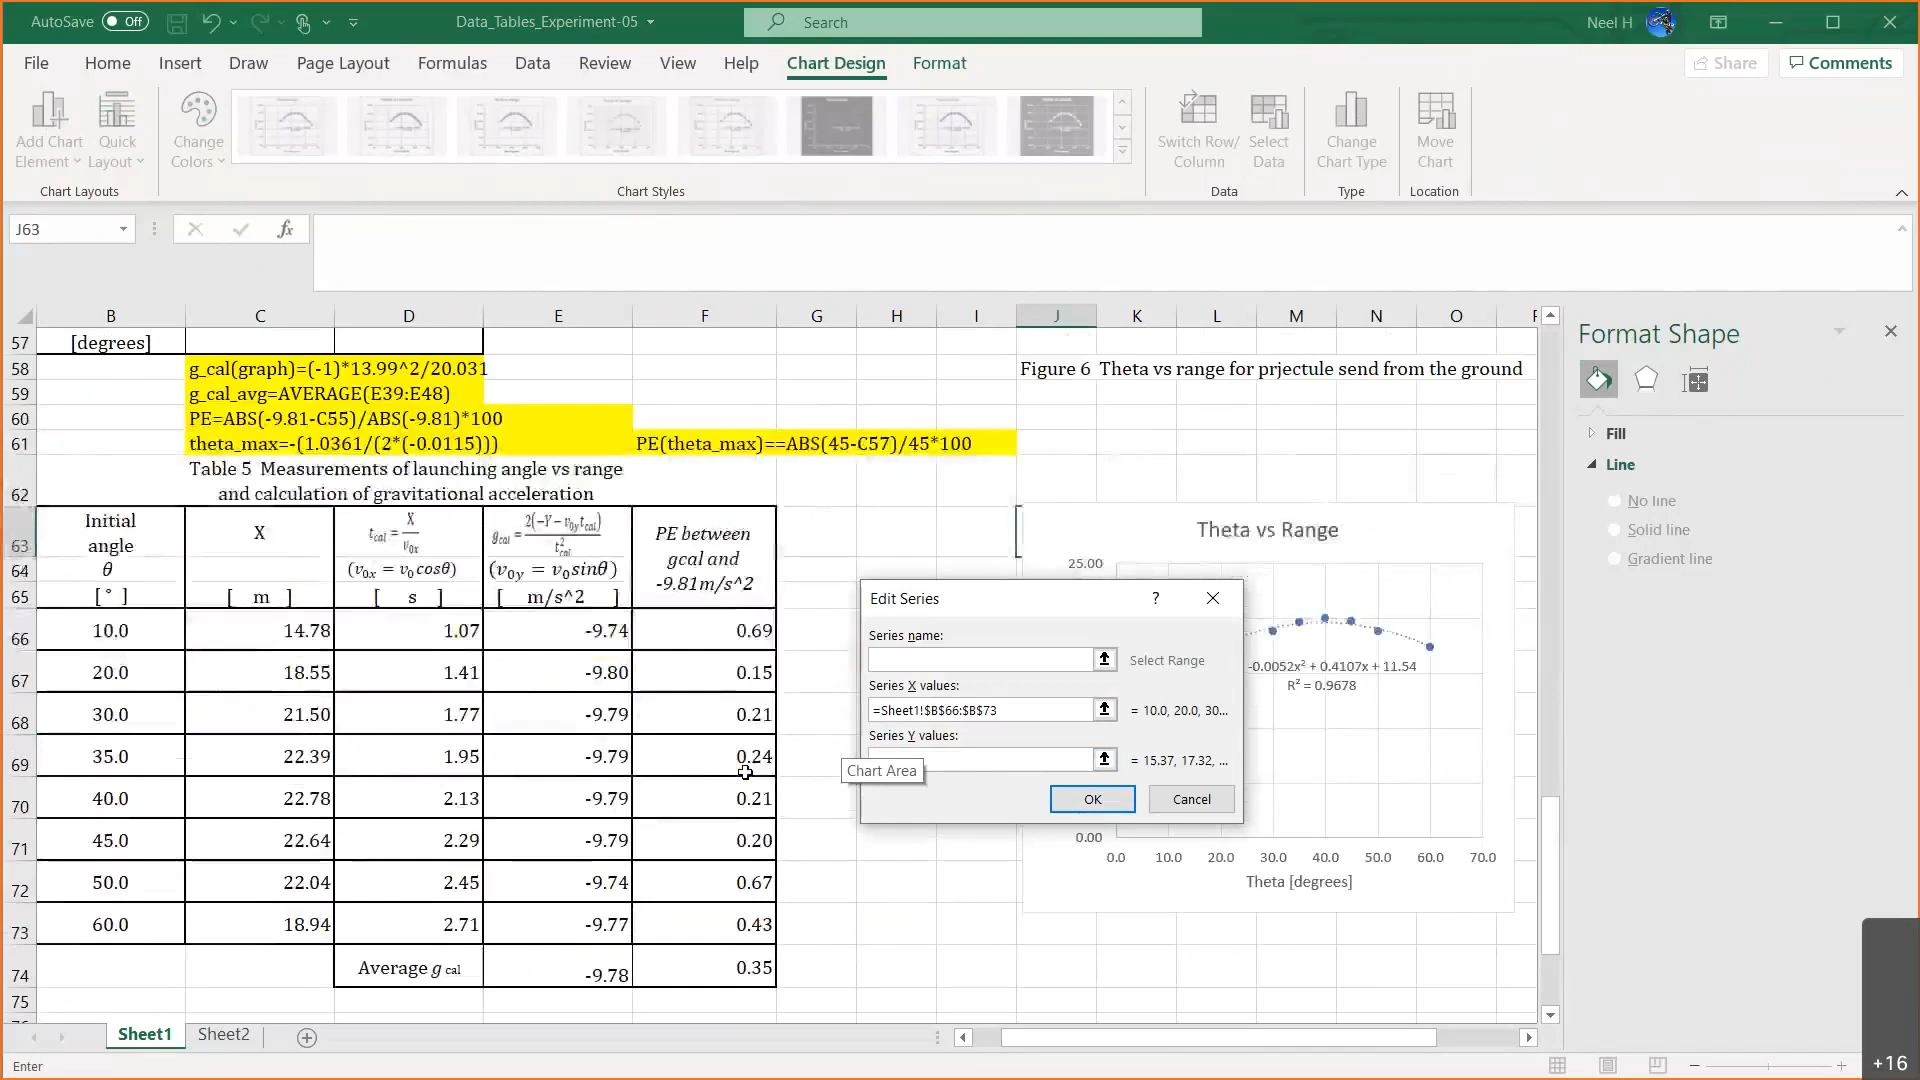 AutoSave Off
Data_Tables_Experiment-05
Search
Neel H
File Home Insert Draw Page Layout Formulas Data Review View Help Chart Design Format
Share Comments
Add Chart Element
Quick Layout
Change Colors
Switch Row/ Column
Select Data
Change Chart Type
Move Chart
Chart Layouts
Chart Styles
Data
Type
Location
J63
fx
B C D E F G H I J K L M N O
57 [degrees]
58 g_cal(graph)=(-1)*13.99^2/20.031
Figure 6 Theta vs range for prjectule send from the ground
59 g_cal_avg=AVERAGE(E39:E48)
60 PE=ABS(-9.81-C55)/ABS(-9.81)*100
61 theta_max=-(1.0361/(2*(-0.0115))) PE(theta_max)==ABS(45-C57)/45*100
Table 5 Measurements of launching angle vs range
62 and calculation of gravitational acceleration
63 Initial angle X t_cal = X/v_0x g_cal = 2(-Y - v_0y t_cal)/t²_cal PE between
64 θ (v_0x = v_0cosθ) (v_0y = v_0sinθ) gcal and
65 [ ° ] [ m ] [ s ] [ m/s^2 ] -9.81m/s^2
66 10.0 14.78 1.07 -9.74 0.69
67 20.0 18.55 1.41 -9.80 0.15
68 30.0 21.50 1.77 -9.79 0.21
69 35.0 22.39 1.95 -9.79 0.24
70 40.0 22.78 2.13 -9.79 0.21
71 45.0 22.64 2.29 -9.79 0.20
72 50.0 22.04 2.45 -9.74 0.67
73 60.0 18.94 2.71 -9.77 0.43
74 Average g cal -9.78 0.35
75
Theta vs Range
25.00
-0.0052x² + 0.4107x + 11.54
R² = 0.9678
0.00
0.0 10.0 20.0 30.0 40.0 50.0 60.0 70.0
Theta [degrees]
Edit Series ?
Series name:
Select Range
Series X values:
=Sheet1!$B$66:$B$73 = 10.0, 20.0, 30...
Series Y values:
= 15.37, 17.32, ...
OK Cancel
Chart Area
Format Shape
Fill
Line
No line
Solid line
Gradient line
Sheet1 Sheet2
Enter
+16